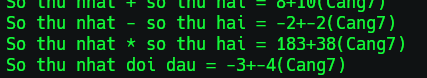 So thu nhat + so thu hai = 8+10(Cang7)
So thu nhat - so thu hai = -2+-2(Cang7)
So thu nhat * so thu hai = 183+38(Cang7)
So thu nhat doi dau = -3+-4(Cang7)